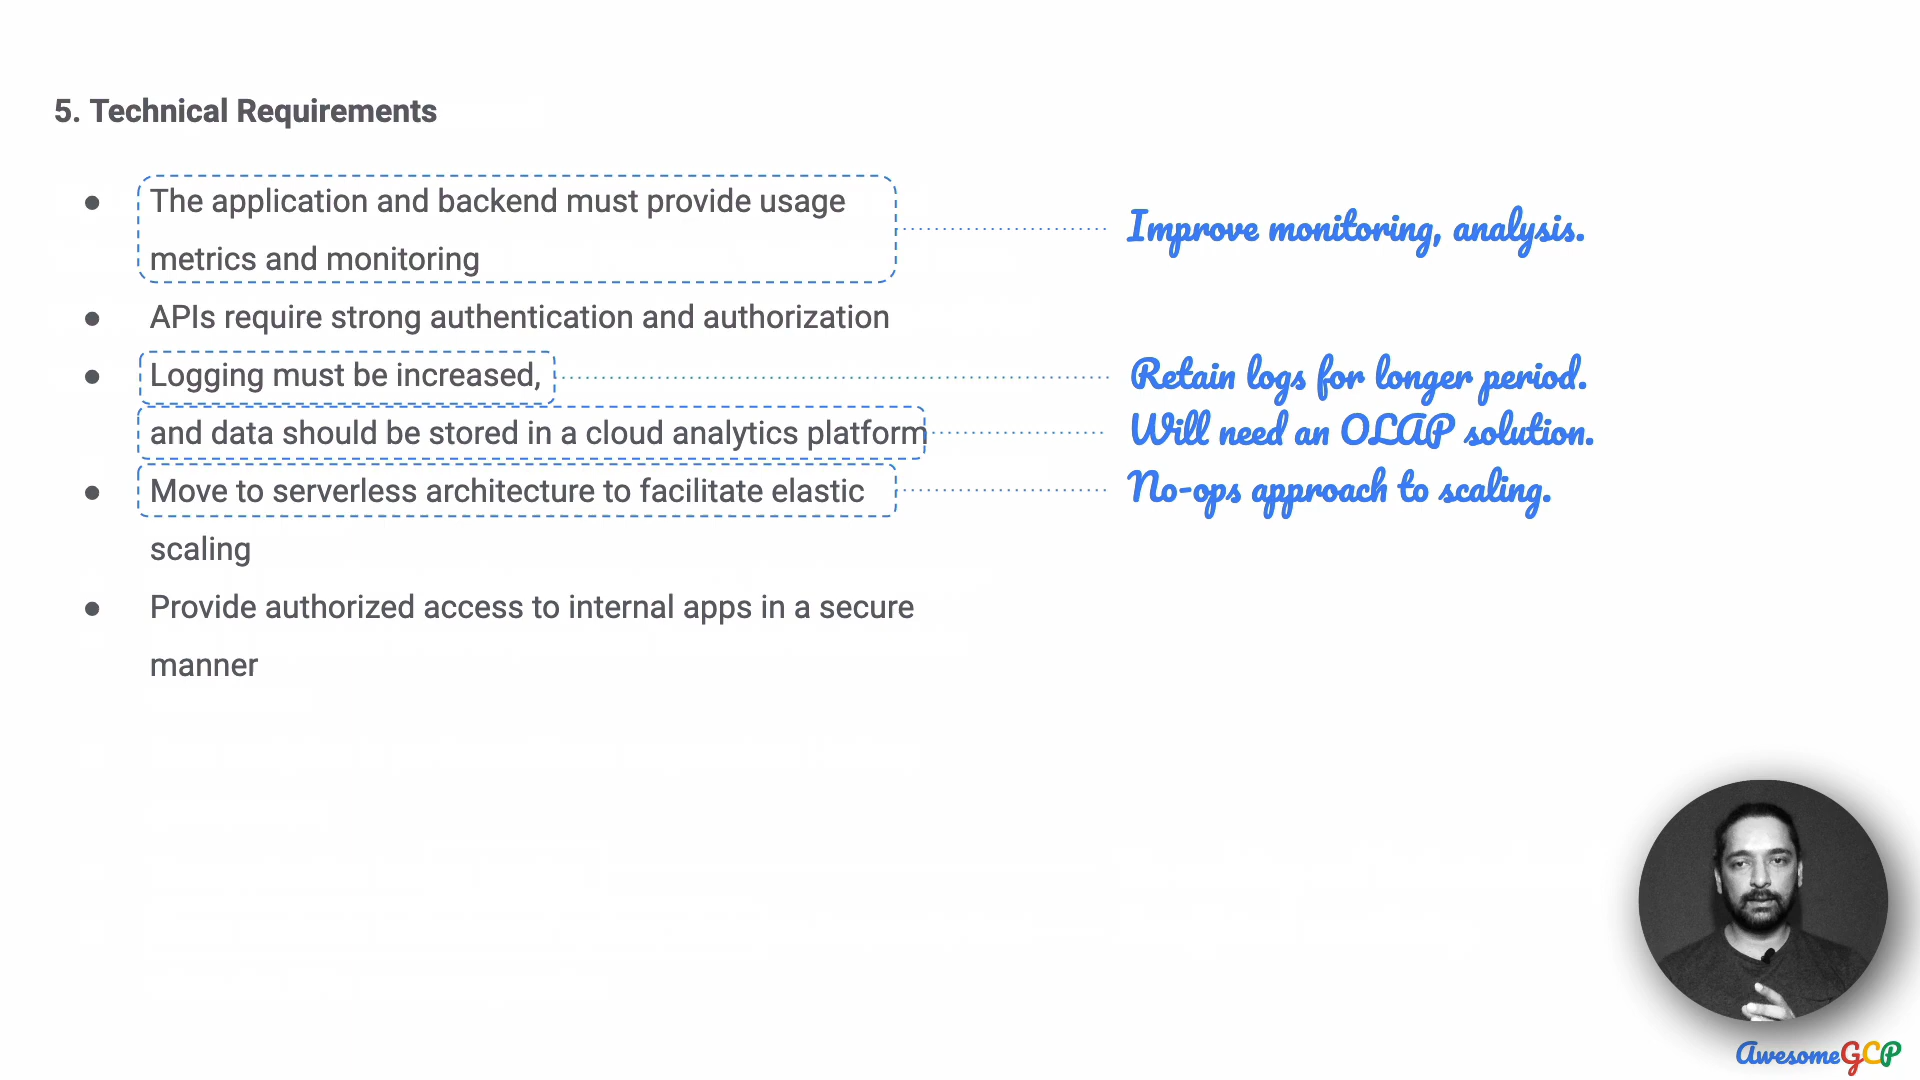 5. Technical Requirements
● The application and backend must provide usage
metrics and monitoring
Improve monitoring, analysis.
● APIs require strong authentication and authorization
● Logging must be increased,
Retain logs for longer period.
and data should be stored in a cloud analytics platform
Will need an OLAP solution.
● Move to serverless architecture to facilitate elastic
No-ops approach to scaling.
scaling
● Provide authorized access to internal apps in a secure
manner
AwesomeGCP